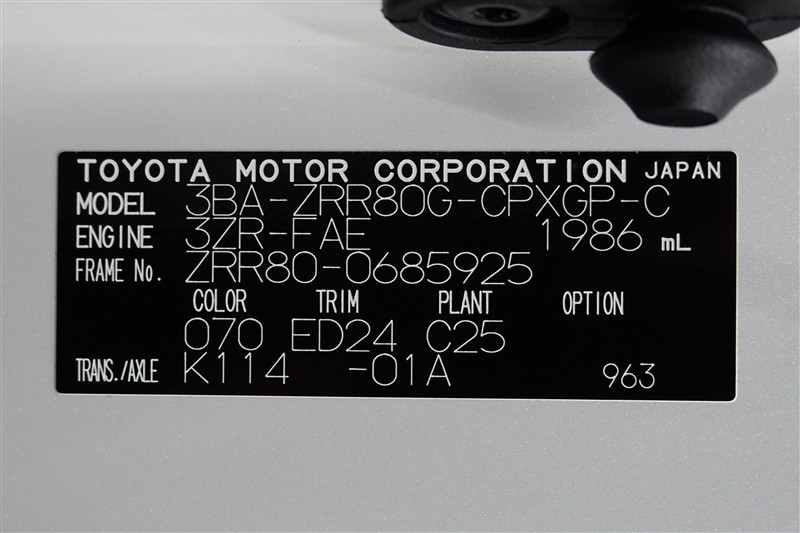 TOYOTA MOTOR CORPORATION JAPAN
MODEL 3BA-ZRR80G-CPXGP-C
ENGINE 3ZR-FAE 1986 mL
FRAME No. ZRR80-0685925
COLOR TRIM PLANT OPTION
070 ED24 C25
TRANS./AXLE K114 -01A 963